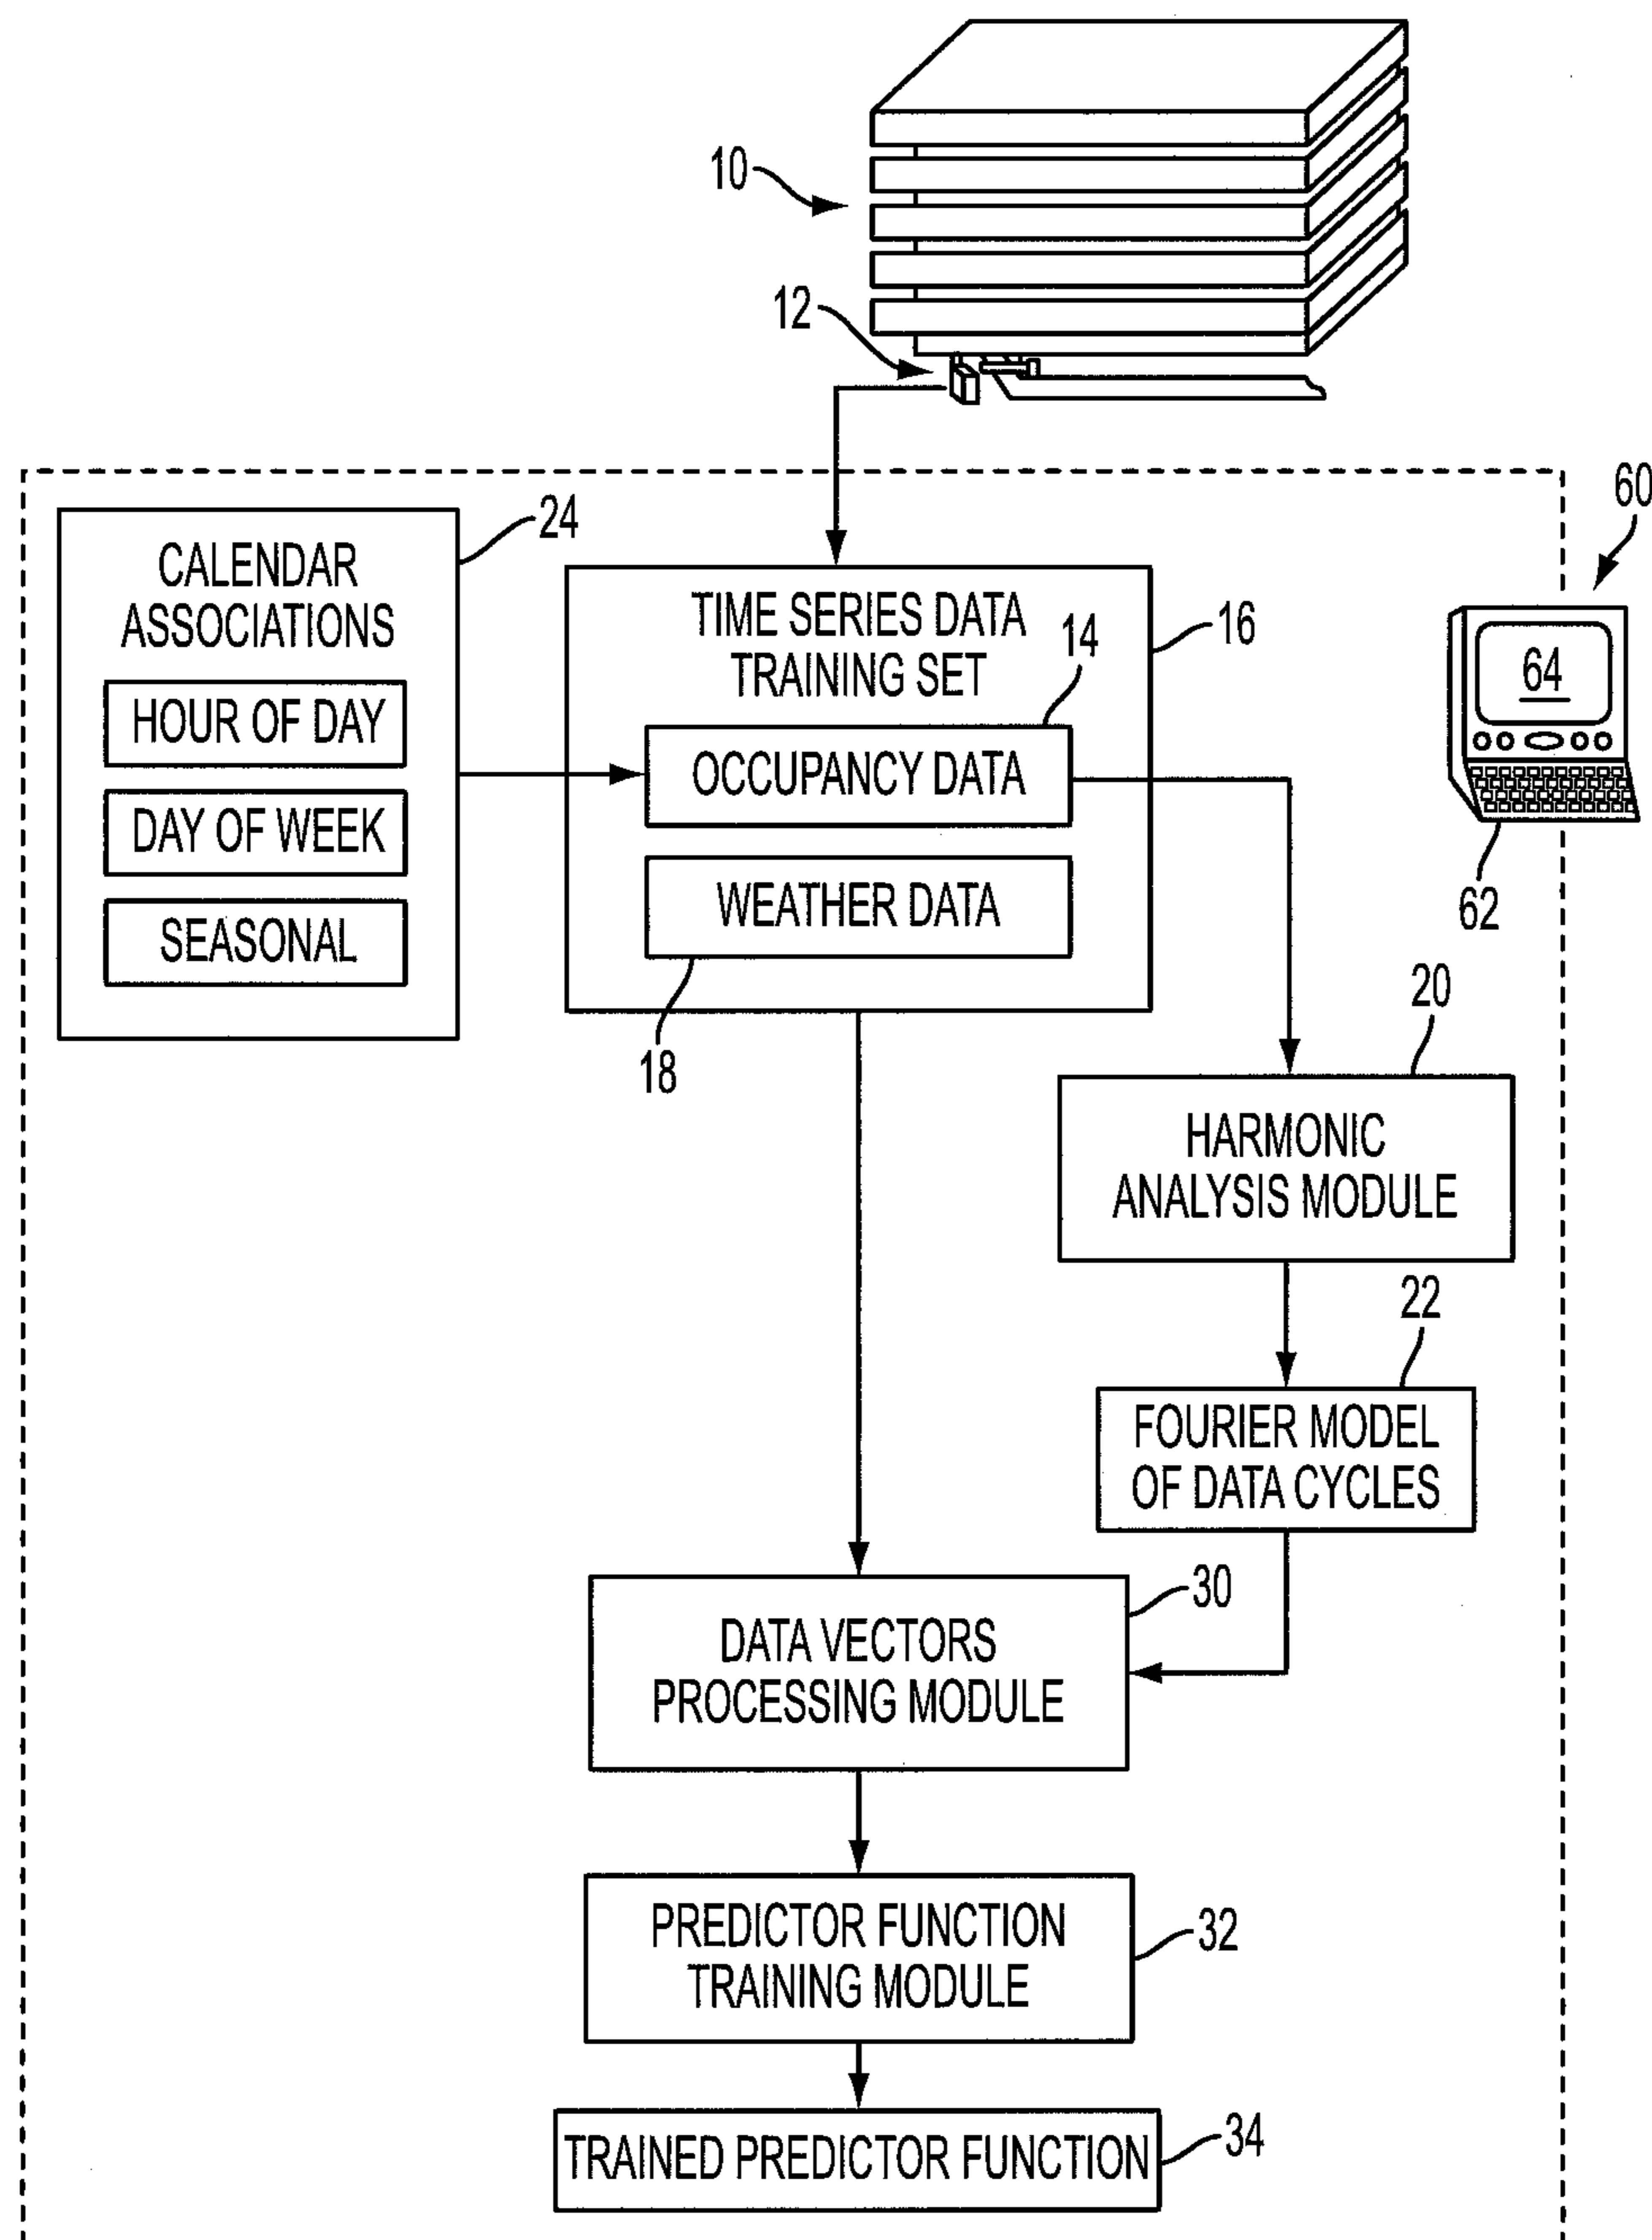 10
12
60
24
CALENDAR
ASSOCIATIONS
HOUR OF DAY
DAY OF WEEK
SEASONAL
TIME SERIES DATA
TRAINING SET
14
16
OCCUPANCY DATA
WEATHER DATA
18
64
62
20
HARMONIC
ANALYSIS MODULE
22
FOURIER MODEL
OF DATA CYCLES
30
DATA VECTORS
PROCESSING MODULE
PREDICTOR FUNCTION
TRAINING MODULE
32
TRAINED PREDICTOR FUNCTION
34